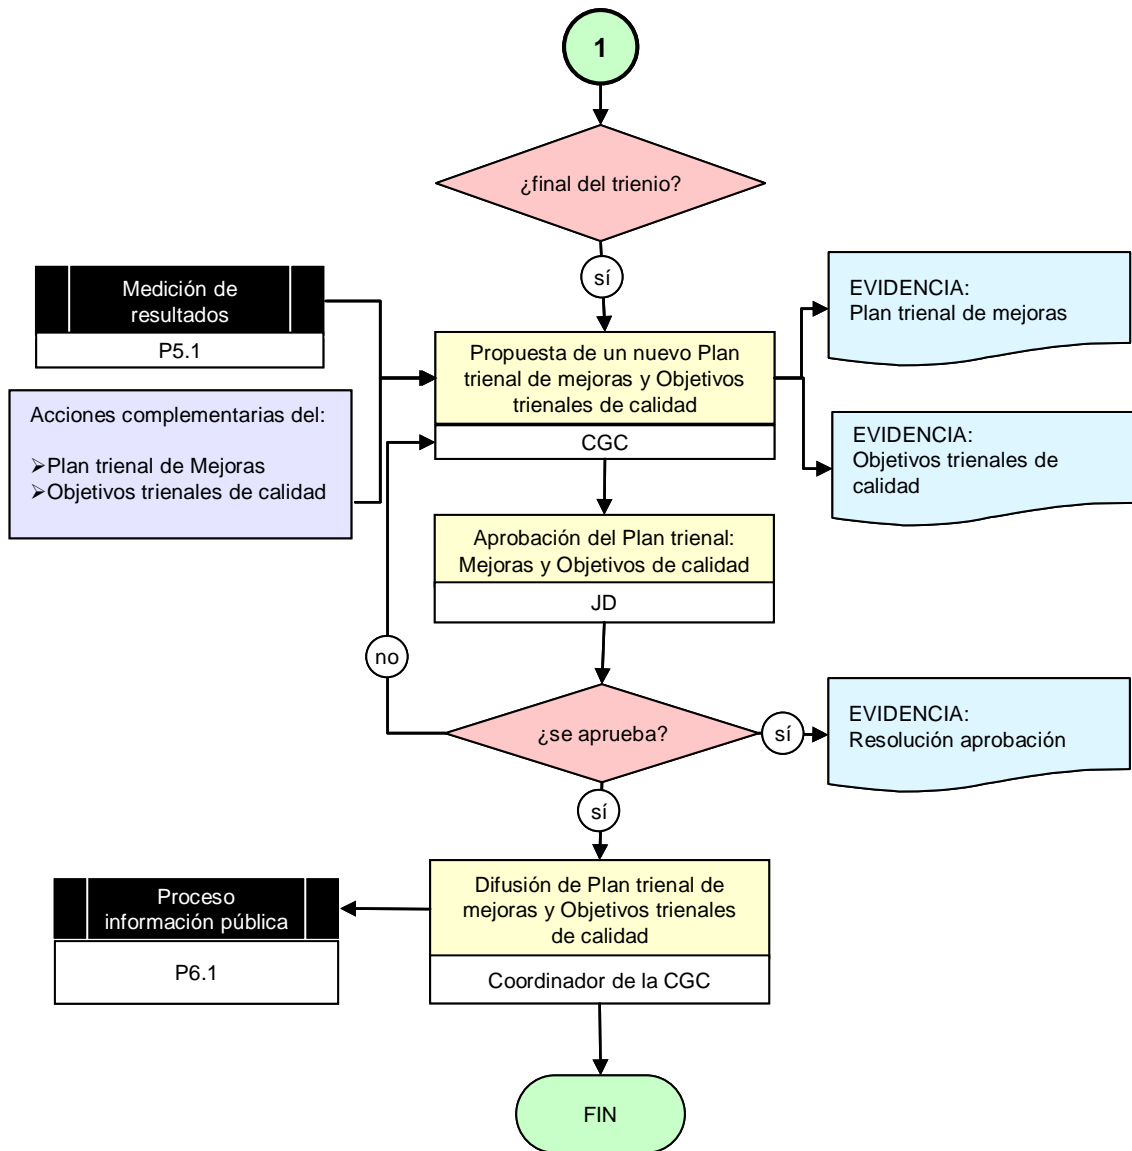 1
¿final del trienio?
sí
Medición de
resultados
P5.1
Acciones complementarias del:
➢Plan trienal de Mejoras
➢Objetivos trienales de calidad
Propuesta de un nuevo Plan
trienal de mejoras y Objetivos
trienales de calidad
CGC
EVIDENCIA:
Plan trienal de mejoras
EVIDENCIA:
Objetivos trienales de
calidad
Aprobación del Plan trienal:
Mejoras y Objetivos de calidad
JD
no
¿se aprueba?
sí
EVIDENCIA:
Resolución aprobación
sí
Proceso
información pública
P6.1
Difusión de Plan trienal de
mejoras y Objetivos trienales
de calidad
Coordinador de la CGC
FIN